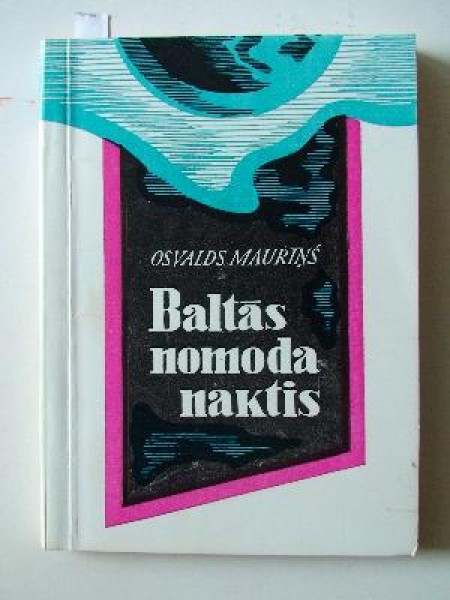 OSVALDS MAURIŅŠ
Baltās
nomoda
naktis